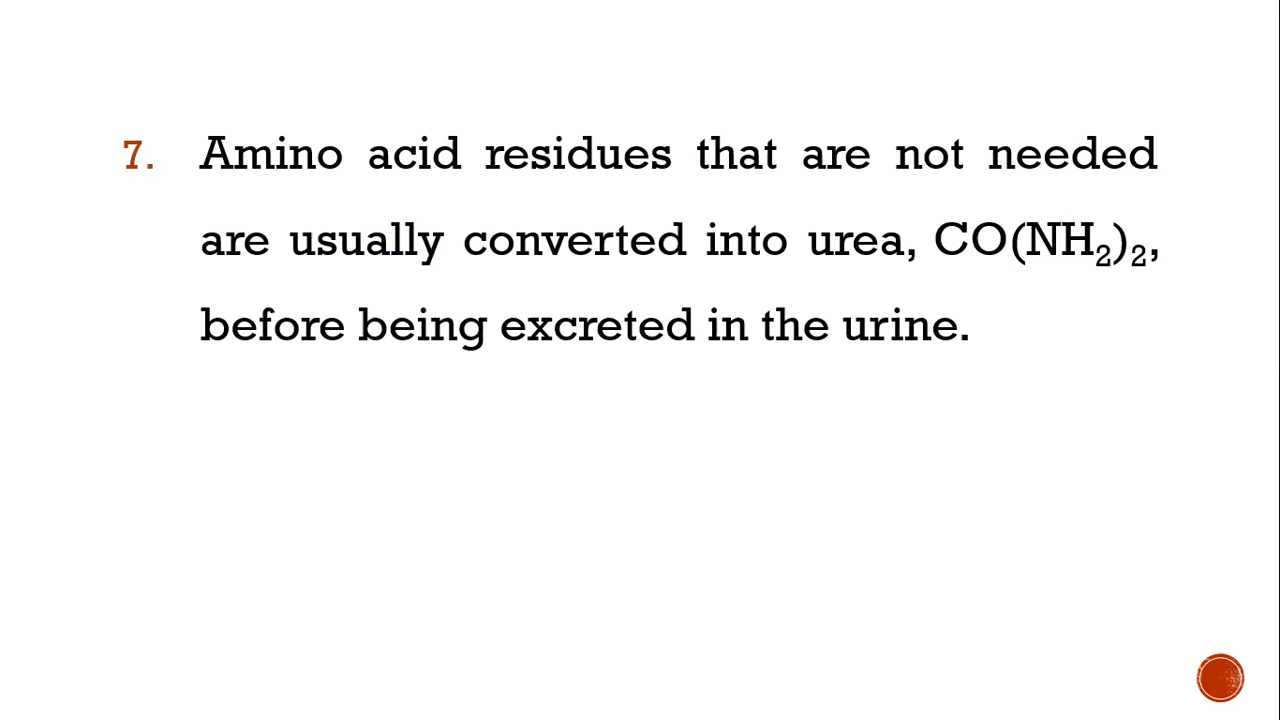 7. Amino acid residues that are not needed
are usually converted into urea, CO(NH₂)₂,
before being excreted in the urine.